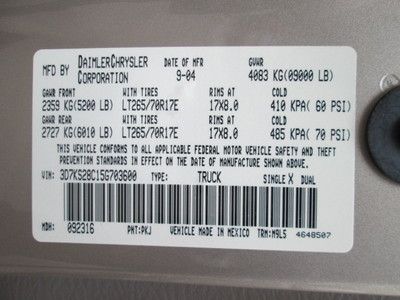 MFD BY DAIMLERCHRYSLER CORPORATION DATE OF MFR 9-04 GVWR 4083 KG(09000 LB)
GAWR FRONT WITH TIRES RIMS AT COLD
2359 KG(5200 LB) LT265/70R17E 17X8.0 410 KPA( 60 PSI)
GAWR REAR WITH TIRES RIMS AT COLD
2727 KG(6010 LB) LT265/70R17E 17X8.0 485 KPA( 70 PSI)
THIS VEHICLE CONFORMS TO ALL APPLICABLE FEDERAL MOTOR VEHICLE SAFETY AND
THEFT PREVENTION STANDARDS IN EFFECT ON THE DATE OF MANUFACTURE SHOWN ABOVE.
VIN: 3D7KS28C15G703600 TYPE: TRUCK SINGLE X DUAL
MDH: 092316 PNT:PKJ VEHICLE MADE IN MEXICO TRM:M9L5 4648507